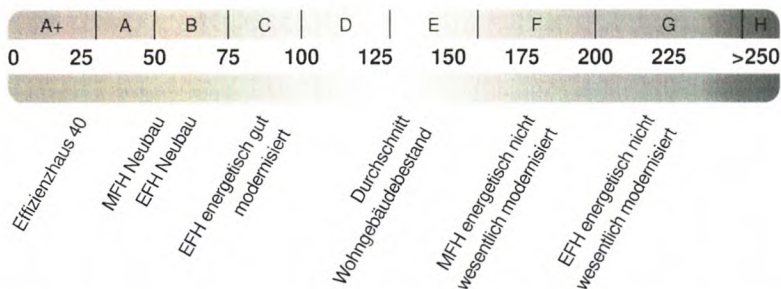 A+ A B C D E F G H
0 25 50 75 100 125 150 175 200 225 >250
Effizienzhaus 40
MFH Neubau
EFH Neubau
EFH energetisch gut
modernisiert
Durchschnitt
Wohngebäudebestand
MFH energetisch nicht
wesentlich modernisiert
EFH energetisch nicht
wesentlich modernisiert